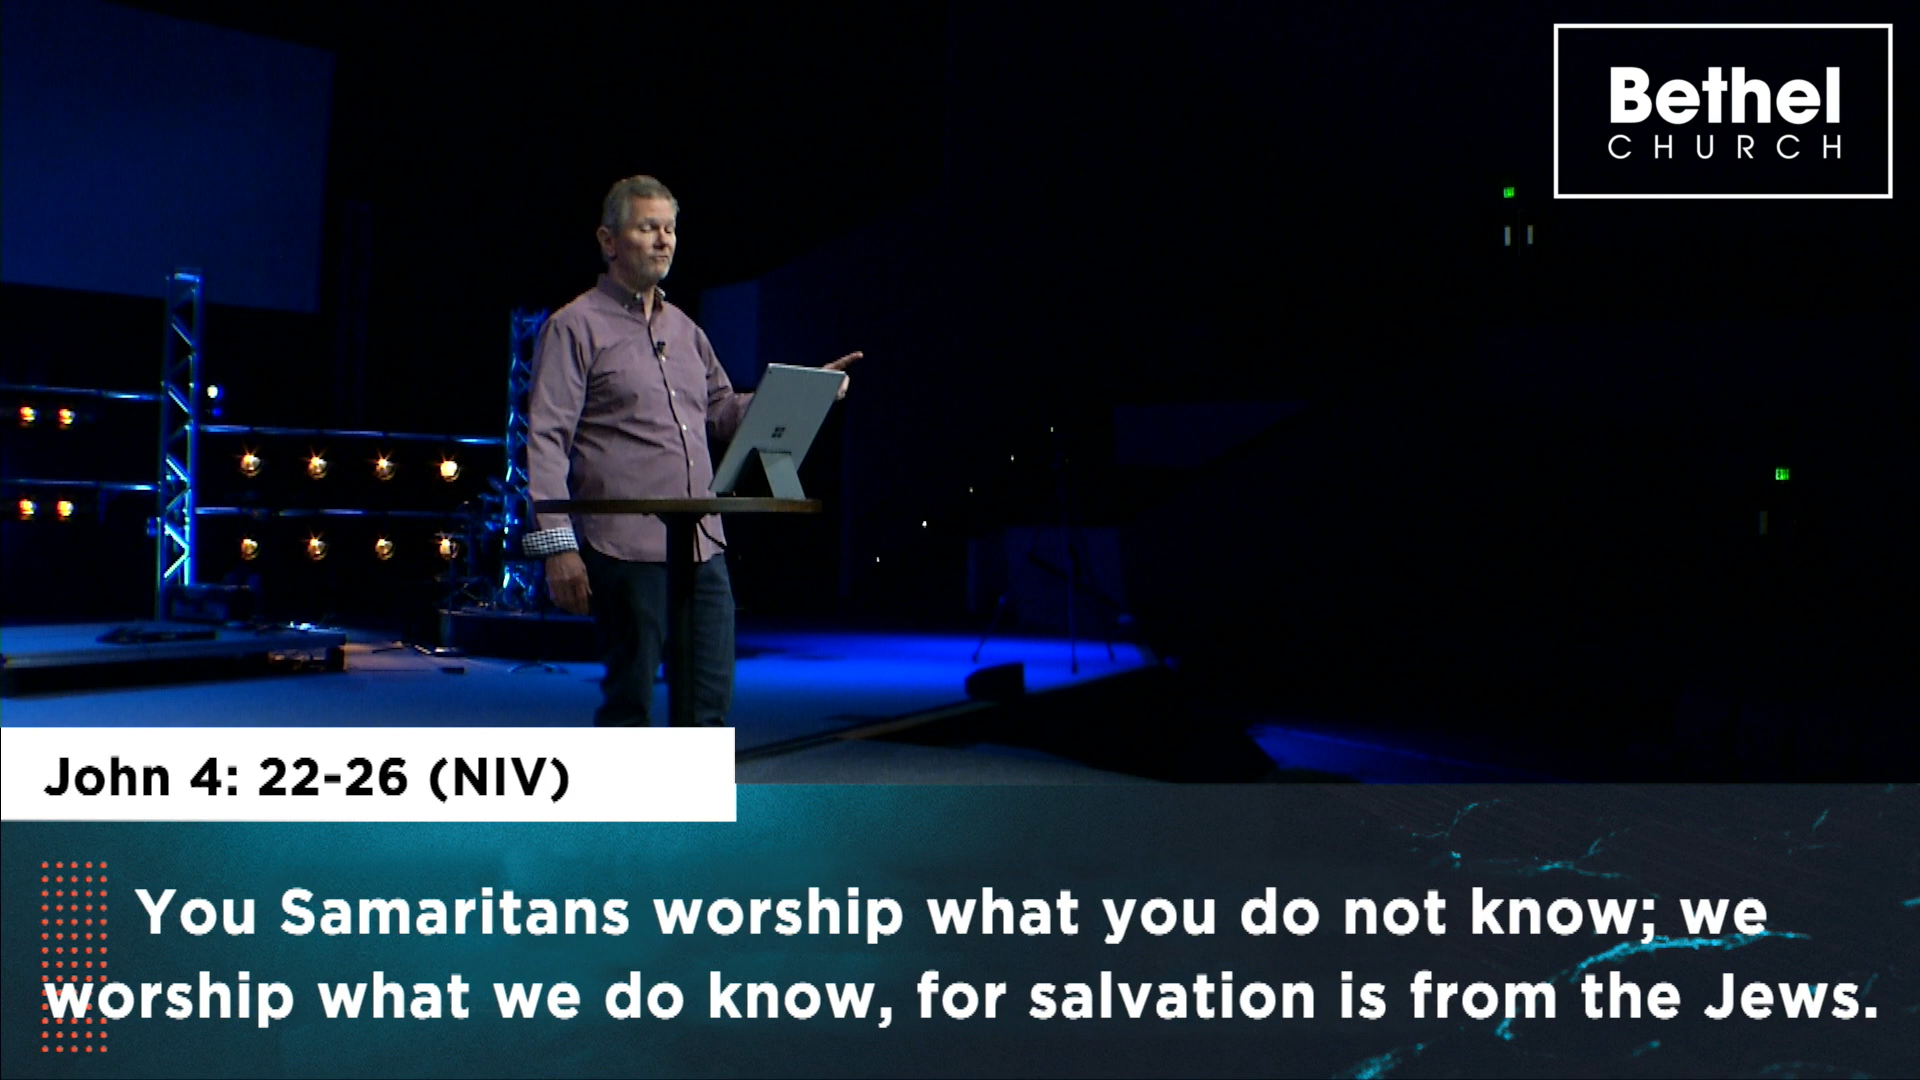 Bethel
CHURCH
John 4: 22-26 (NIV)
You Samaritans worship what you do not know; we
worship what we do know, for salvation is from the Jews.